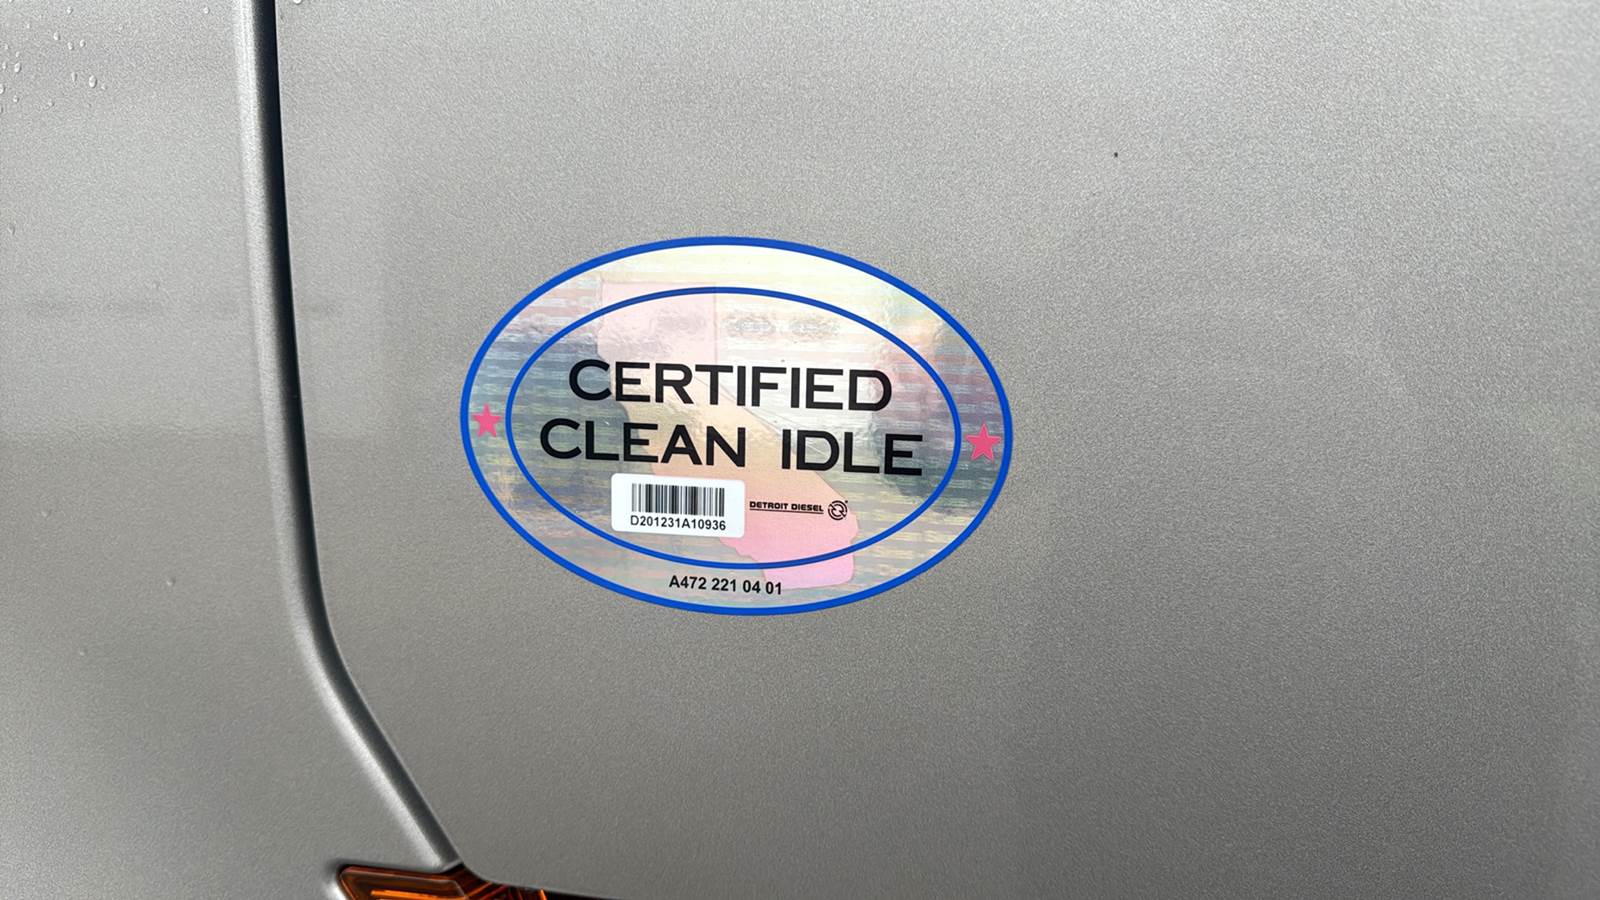 CERTIFIED
CLEAN IDLE
D201231A10936
DETROIT DIESEL
A472 221 04 01